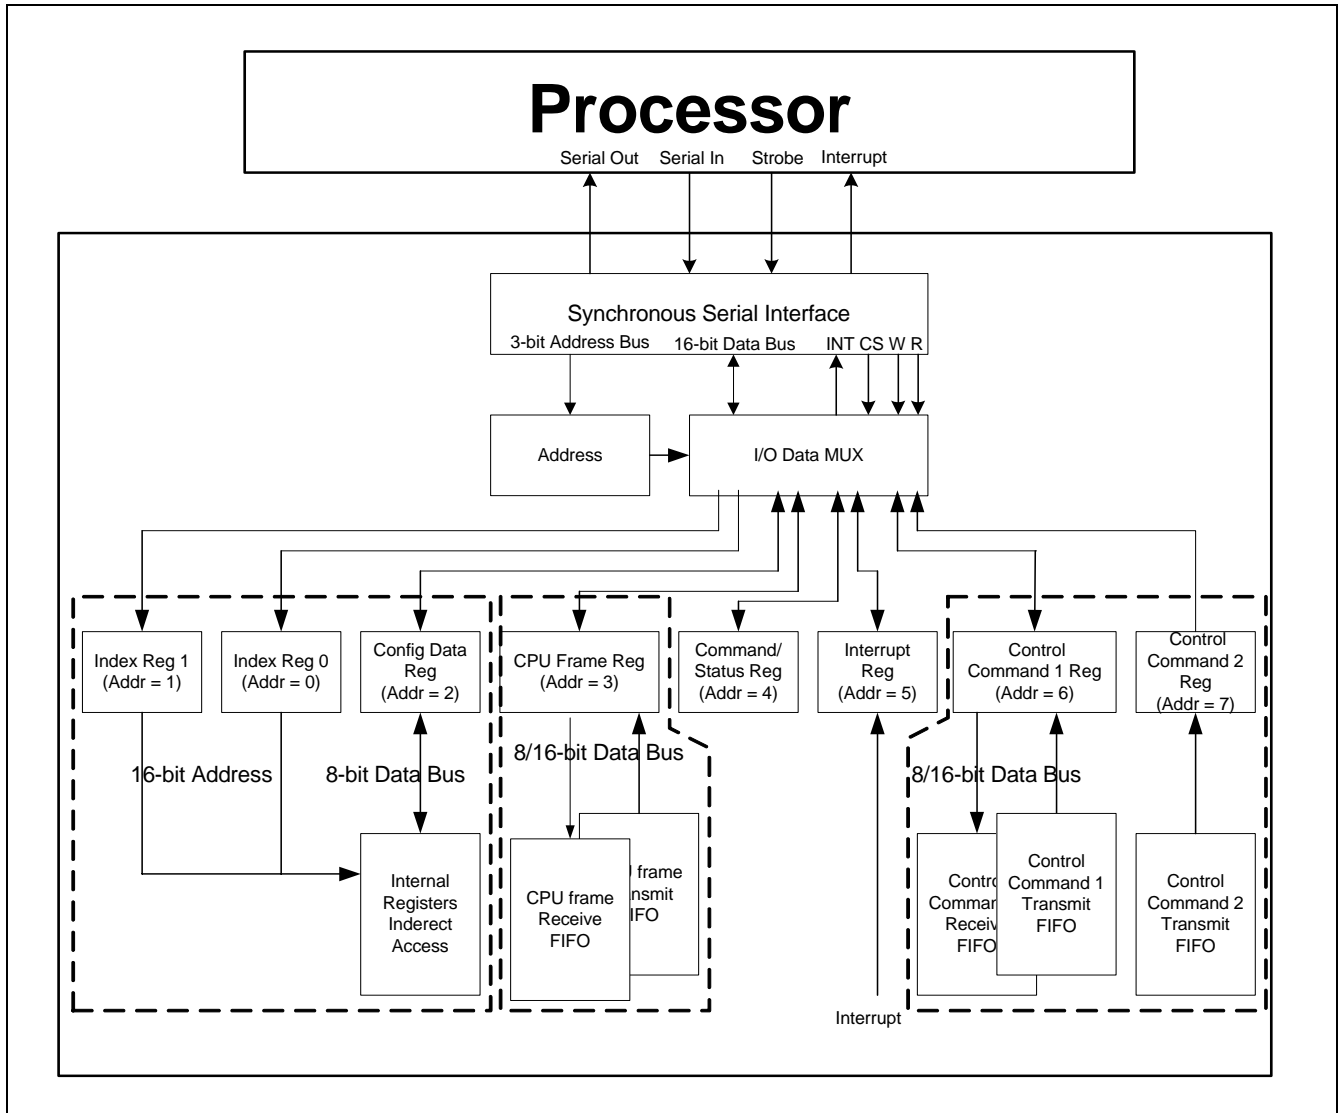 Processor
Serial Out Serial In Strobe Interrupt
Synchronous Serial Interface
3-bit Address Bus 16-bit Data Bus INT CS W R
Address
I/O Data MUX
Index Reg 1
(Addr = 1)
Index Reg 0
(Addr = 0)
Config Data
Reg
(Addr = 2)
CPU Frame Reg
(Addr = 3)
Command/
Status Reg
(Addr = 4)
Interrupt
Reg
(Addr = 5)
Control
Command 1 Reg
(Addr = 6)
Control
Command 2
Reg
(Addr = 7)
16-bit Address
8-bit Data Bus
8/16-bit Data Bus
8/16-bit Data Bus
Internal
Registers
Inderect
Access
CPU frame
Receive
FIFO
frame
Control
Command 1
Transmit
FIFO
FIFO
Control
Command 2
Transmit
FIFO
Interrupt